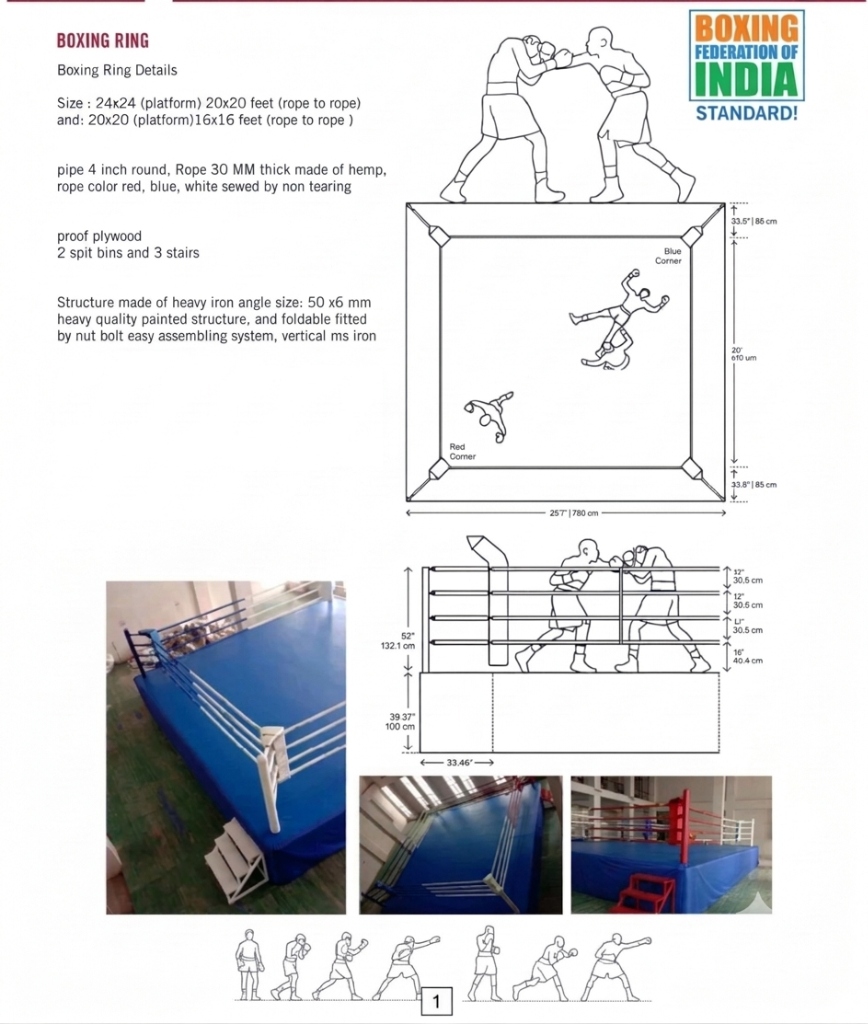 BOXING RING
Boxing Ring Details
Size : 24x24 (platform) 20x20 feet (rope to rope)
and: 20x20 (platform)16x16 feet (rope to rope )
pipe 4 inch round, Rope 30 MM thick made of hemp,
rope color red, blue, white sewed by non tearing
proof plywood
2 spit bins and 3 stairs
Structure made of heavy iron angle size: 50 x6 mm
heavy quality painted structure, and foldable fitted
by nut bolt easy assembling system, vertical ms iron
BOXING
FEDERATION OF
INDIA
STANDARD!
33.5"|85 cm
Blue
Corner
20'
610 um
Red
Corner
33.8"|85 cm
25'7"|780 cm
12"
30.5 cm
12"
30.5 cm
30.5 cm
16"
40.4 cm
52"
132.1 cm
39.37"
100 cm
33.46"
1